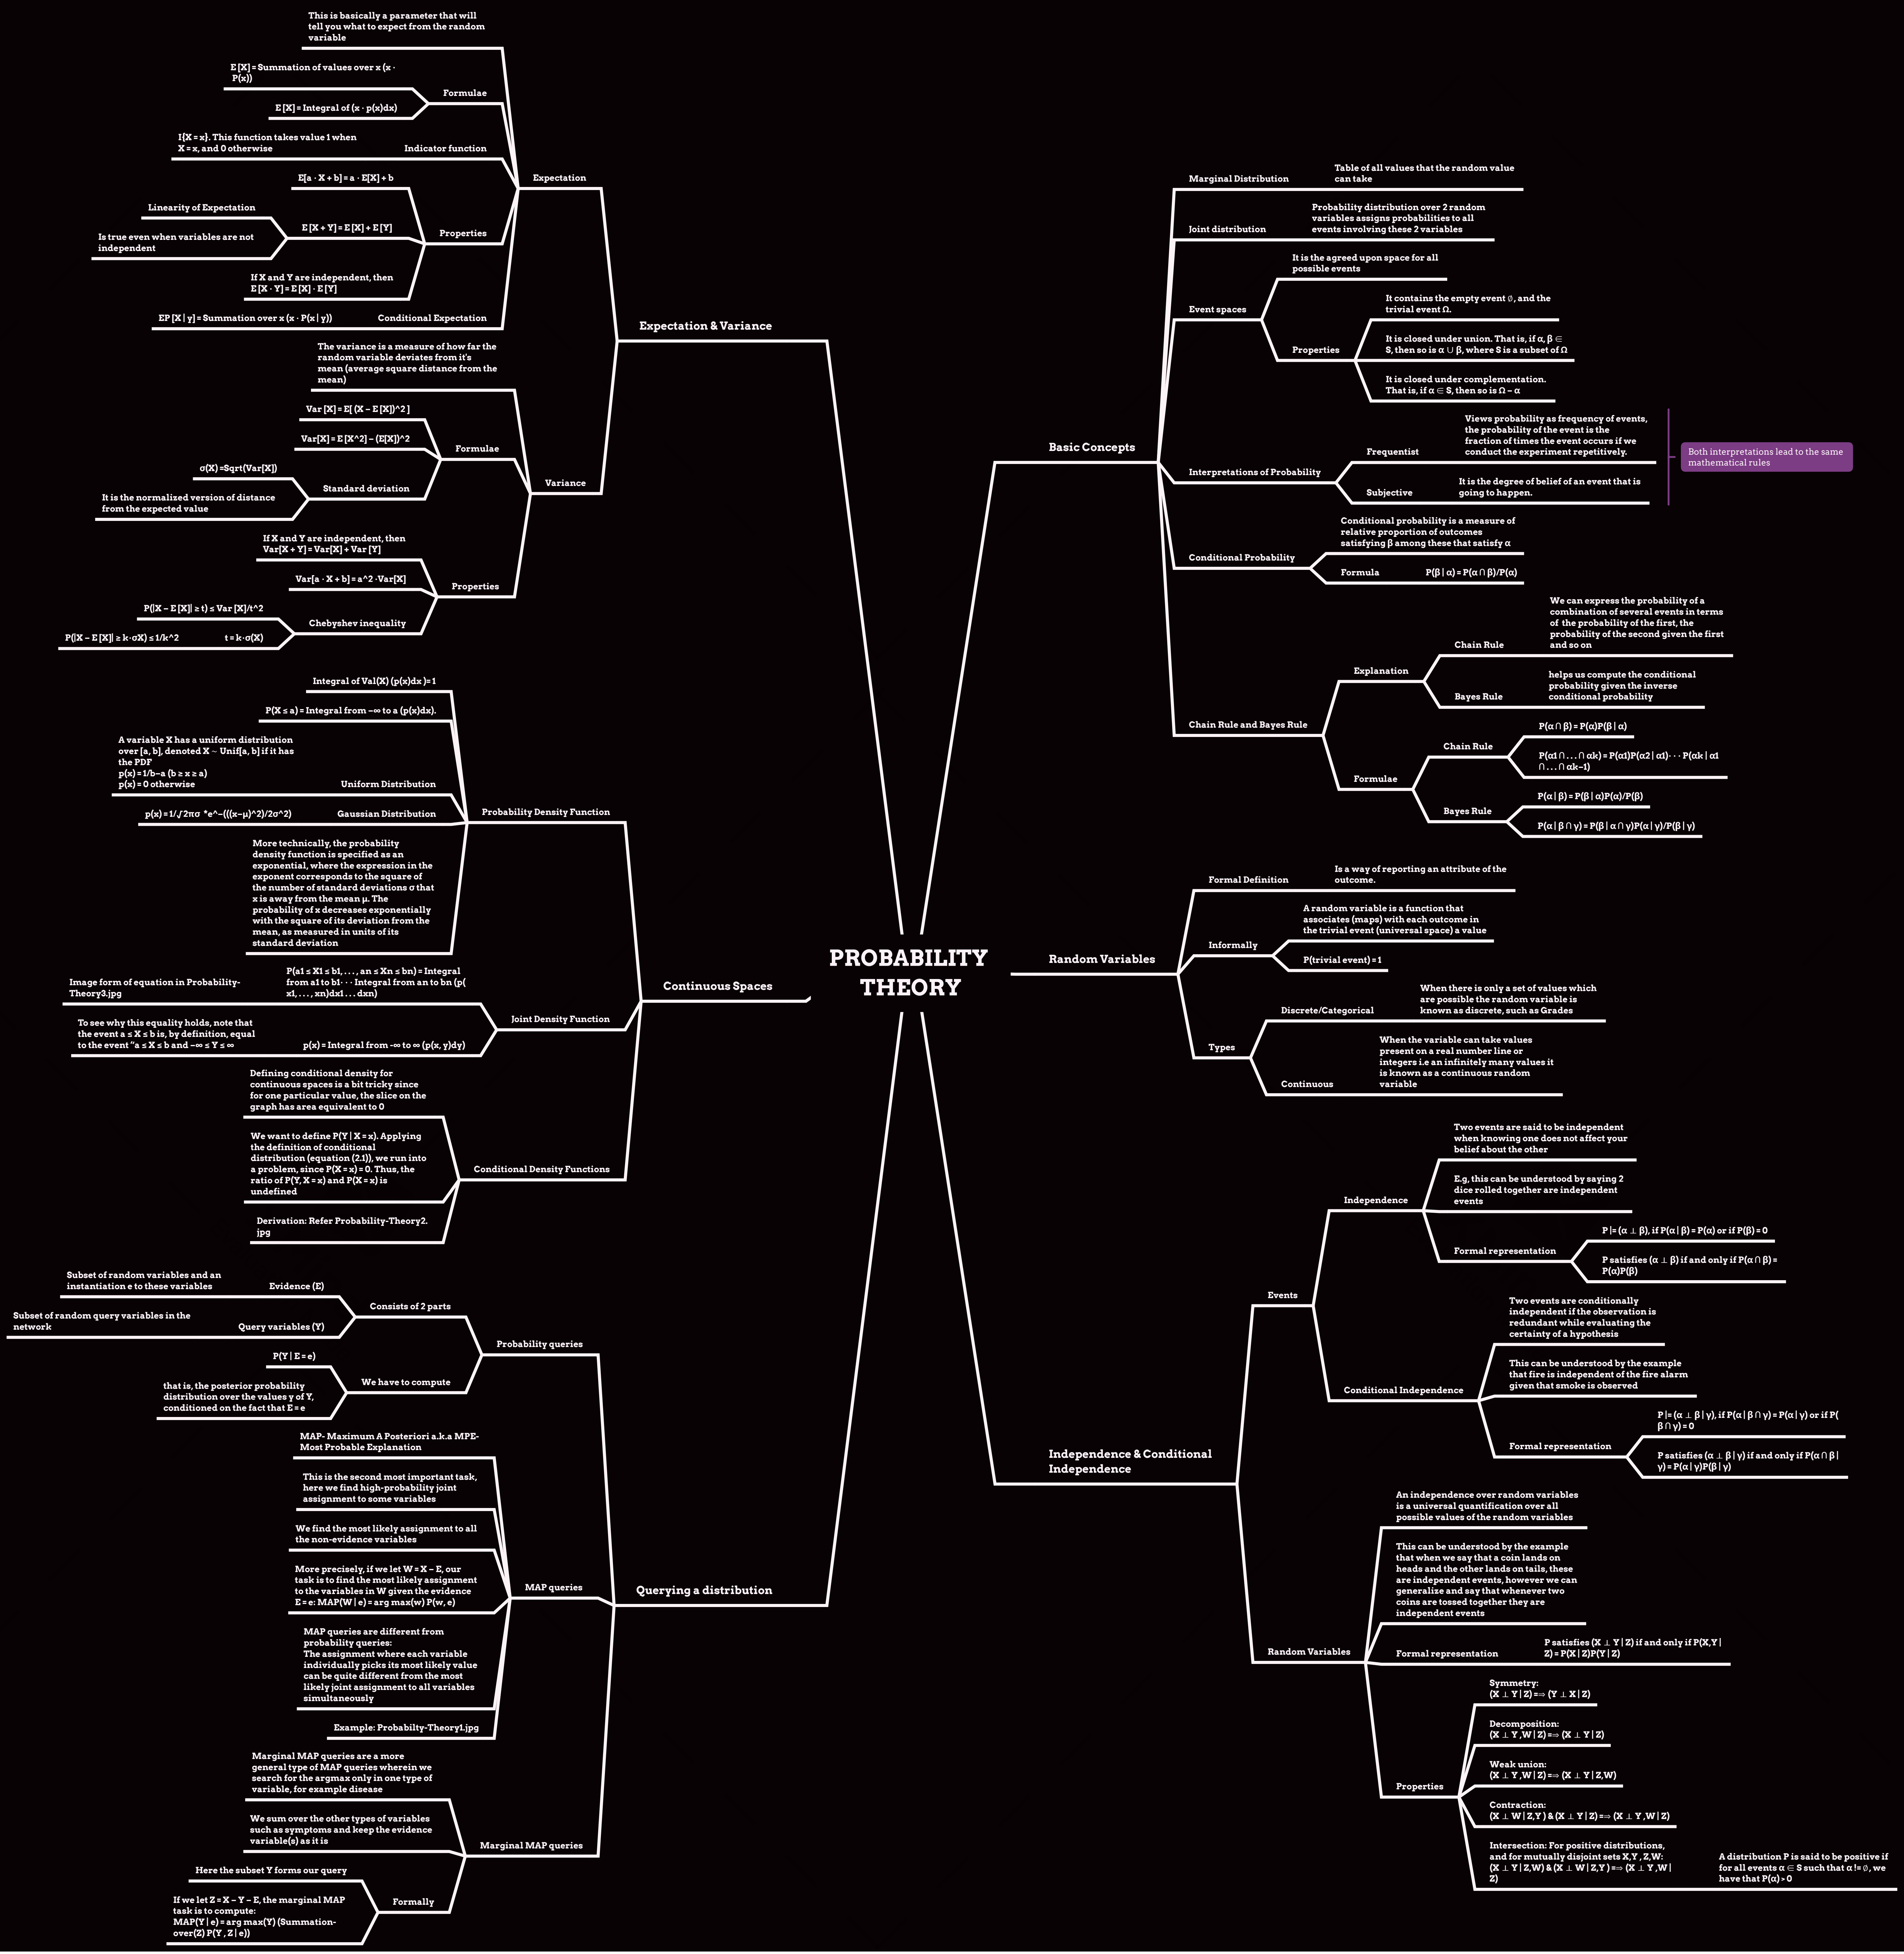 PROBABILITY
THEORY
Expectation & Variance
Expectation
This is basically a parameter that will
tell you what to expect from the random
variable
Formulae
E [X] = Summation of values over x (x ·
P(x))
E [X] = Integral of (x · p(x)dx)
Indicator function
I{X = x}. This function takes value 1 when
X = x, and 0 otherwise
Properties
E[a · X + b] = a · E[X] + b
E [X + Y] = E [X] + E [Y]
Linearity of Expectation
Is true even when variables are not
independent
If X and Y are independent, then
E [X · Y] = E [X] · E [Y]
Conditional Expectation
EP [X | y] = Summation over x (x · P(x | y))
Variance
The variance is a measure of how far the
random variable deviates from it's
mean (average square distance from the
mean)
Formulae
Var [X] = E[ (X − E [X])^2 ]
Var[X] = E [X^2] − (E[X])^2
Standard deviation
σ(X) =Sqrt(Var[X])
It is the normalized version of distance
from the expected value
Properties
If X and Y are independent, then
Var[X + Y] = Var[X] + Var [Y]
Var[a · X + b] = a^2 ·Var[X]
Chebyshev inequality
P(|X − E [X]| ≥ t) ≤ Var [X]/t^2
t = k·σ(X)
P(|X − E [X]| ≥ k·σX) ≤ 1/k^2
Continuous Spaces
Probability Density Function
Integral of Val(X) (p(x)dx )=1
P(X ≤ a) = Integral from −∞ to a (p(x)dx).
Uniform Distribution
A variable X has a uniform distribution
over [a, b], denoted X ∼ Unif[a, b] if it has
the PDF
p(x) = 1/b−a (b ≥ x ≥ a)
p(x) = 0 otherwise
Gaussian Distribution
p(x) = 1/√2πσ *e^−(((x−μ)^2)/2σ^2)
More technically, the probability
density function is specified as an
exponential, where the expression in the
exponent corresponds to the square of
the number of standard deviations σ that
x is away from the mean μ. The
probability of x decreases exponentially
with the square of its deviation from the
mean, as measured in units of its
standard deviation
Joint Density Function
P(a1 ≤ X1 ≤ b1, . . . , an ≤ Xn ≤ bn) = Integral
from a1 to b1· · · Integral from an to bn (p(
x1, . . . , xn)dx1 . . . dxn)
Image form of equation in Probability-
Theory3.jpg
p(x) = Integral from -∞ to ∞ (p(x, y)dy)
To see why this equality holds, note that
the event a ≤ X ≤ b is, by definition, equal
to the event “a ≤ X ≤ b and −∞ ≤ Y ≤ ∞
Conditional Density Functions
Defining conditional density for
continuous spaces is a bit tricky since
for one particular value, the slice on the
graph has area equivalent to 0
We want to define P(Y | X = x). Applying
the definition of conditional
distribution (equation (2.1)), we run into
a problem, since P(X = x) = 0. Thus, the
ratio of P(Y, X = x) and P(X = x) is
undefined
Derivation: Refer Probability-Theory2.
jpg
Querying a distribution
Probability queries
Consists of 2 parts
Evidence (E)
Subset of random variables and an
instantiation e to these variables
Query variables (Y)
Subset of random query variables in the
network
We have to compute
P(Y | E = e)
that is, the posterior probability
distribution over the values y of Y,
conditioned on the fact that E = e
MAP queries
MAP- Maximum A Posteriori a.k.a MPE-
Most Probable Explanation
This is the second most important task,
here we find high-probability joint
assignment to some variables
We find the most likely assignment to all
the non-evidence variables
More precisely, if we let W = X − E, our
task is to find the most likely assignment
to the variables in W given the evidence
E = e: MAP(W | e) = arg max(w) P(w, e)
MAP queries are different from
probability queries:
The assignment where each variable
individually picks its most likely value
can be quite different from the most
likely joint assignment to all variables
simultaneously
Example: Probabilty-Theory1.jpg
Marginal MAP queries
Marginal MAP queries are a more
general type of MAP queries wherein we
search for the argmax only in one type of
variable, for example disease
We sum over the other types of variables
such as symptoms and keep the evidence
variable(s) as it is
Formally
Here the subset Y forms our query
If we let Z = X − Y − E, the marginal MAP
task is to compute:
MAP(Y | e) = arg max(Y) (Summation-
over(Z) P(Y , Z | e))
Basic Concepts
Marginal Distribution
Table of all values that the random value
can take
Joint distribution
Probability distribution over 2 random
variables assigns probabilities to all
events involving these 2 variables
Event spaces
It is the agreed upon space for all
possible events
Properties
It contains the empty event ∅, and the
trivial event Ω.
It is closed under union. That is, if α, β ∈
S, then so is α ∪ β, where S is a subset of Ω
It is closed under complementation.
That is, if α ∈ S, then so is Ω − α
Interpretations of Probability
Frequentist
Views probability as frequency of events,
the probability of the event is the
fraction of times the event occurs if we
conduct the experiment repetitively.
Subjective
It is the degree of belief of an event that is
going to happen.
Both interpretations lead to the same
mathematical rules
Conditional Probability
Conditional probability is a measure of
relative proportion of outcomes
satisfying β among these that satisfy α
Formula
P(β | α) = P(α ∩ β)/P(α)
Chain Rule and Bayes Rule
Explanation
Chain Rule
We can express the probability of a
combination of several events in terms
of the probability of the first, the
probability of the second given the first
and so on
Bayes Rule
helps us compute the conditional
probability given the inverse
conditional probability
Formulae
Chain Rule
P(α ∩ β) = P(α)P(β | α)
P(α1 ∩ . . . ∩ αk) = P(α1)P(α2 | α1) · · · P(αk | α1
∩ . . . ∩ αk−1)
Bayes Rule
P(α | β) = P(β | α)P(α)/P(β)
P(α | β ∩ γ) = P(β | α ∩ γ)P(α | γ)/P(β | γ)
Random Variables
Formal Definition
Is a way of reporting an attribute of the
outcome.
Informally
A random variable is a function that
associates (maps) with each outcome in
the trivial event (universal space) a value
P(trivial event) = 1
Types
Discrete/Categorical
When there is only a set of values which
are possible the random variable is
known as discrete, such as Grades
Continuous
When the variable can take values
present on a real number line or
integers i.e an infinitely many values it
is known as a continuous random
variable
Independence & Conditional
Independence
Events
Independence
Two events are said to be independent
when knowing one does not affect your
belief about the other
E.g, this can be understood by saying 2
dice rolled together are independent
events
Formal representation
P |= (α ⊥ β), if P(α | β) = P(α) or if P(β) = 0
P satisfies (α ⊥ β) if and only if P(α ∩ β) =
P(α)P(β)
Conditional Independence
Two events are conditionally
independent if the observation is
redundant while evaluating the
certainty of a hypothesis
This can be understood by the example
that fire is independent of the fire alarm
given that smoke is observed
Formal representation
P |= (α ⊥ β | γ), if P(α | β ∩ γ) = P(α | γ) or if P(
β ∩ γ) = 0
P satisfies (α ⊥ β | γ) if and only if P(α ∩ β |
γ) = P(α | γ)P(β | γ)
Random Variables
An independence over random variables
is a universal quantification over all
possible values of the random variables
This can be understood by the example
that when we say that a coin lands on
heads and the other lands on tails, these
are independent events, however we can
generalize and say that whenever two
coins are tossed together they are
independent events
Formal representation
P satisfies (X ⊥ Y | Z) if and only if P(X,Y |
Z) = P(X | Z)P(Y | Z)
Properties
Symmetry:
(X ⊥ Y | Z) =⇒ (Y ⊥ X | Z)
Decomposition:
(X ⊥ Y ,W | Z) =⇒ (X ⊥ Y | Z)
Weak union:
(X ⊥ Y ,W | Z) =⇒ (X ⊥ Y | Z,W)
Contraction:
(X ⊥ W | Z,Y ) & (X ⊥ Y | Z) =⇒ (X ⊥ Y ,W | Z)
Intersection: For positive distributions,
and for mutually disjoint sets X,Y , Z,W:
(X ⊥ Y | Z,W) & (X ⊥ W | Z,Y ) =⇒ (X ⊥ Y ,W |
Z)
A distribution P is said to be positive if
for all events α ∈ S such that α != ∅, we
have that P(α) > 0